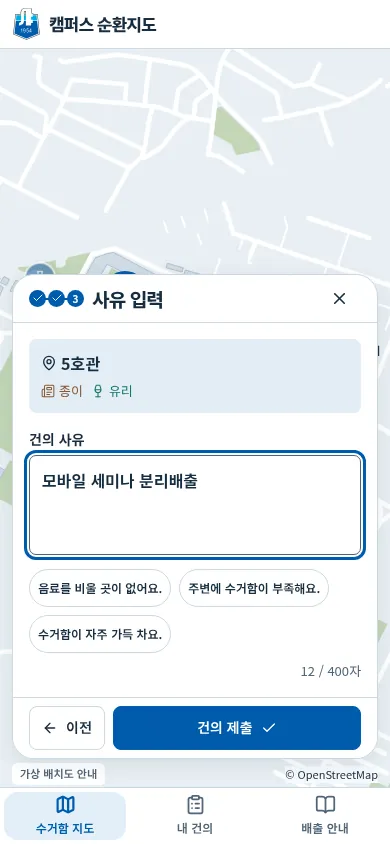 1954
캠퍼스 순환지도
3 사유 입력
5호관
종이 유리
건의 사유
모바일 세미나 분리배출
음료를 비울 곳이 없어요. 주변에 수거함이 부족해요.
수거함이 자주 가득 차요.
12 / 400자
이전 건의 제출
가상 배치도 안내 © OpenStreetMap
수거함 지도 내 건의 배출 안내